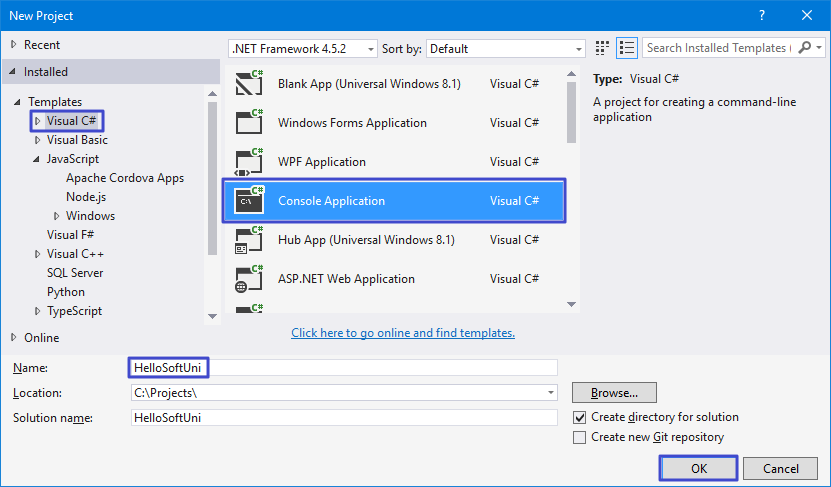 New Project
Recent
.NET Framework 4.5.2
Sort by:
Default
Search Installed Templates (
Installed
Templates
Visual C#
Visual Basic
JavaScript
Apache Cordova Apps
Node.js
Windows
Visual F#
Visual C++
SQL Server
Python
TypeScript
Online
Blank App (Universal Windows 8.1) Visual C#
Windows Forms Application Visual C#
WPF Application Visual C#
Console Application Visual C#
Hub App (Universal Windows 8.1) Visual C#
ASP.NET Web Application Visual C#
Click here to go online and find templates.
Type: Visual C#
A project for creating a command-line
application
Name: HelloSoftUni
Location: C:\Projects\
Browse...
Solution name: HelloSoftUni
Create directory for solution
Create new Git repository
OK
Cancel